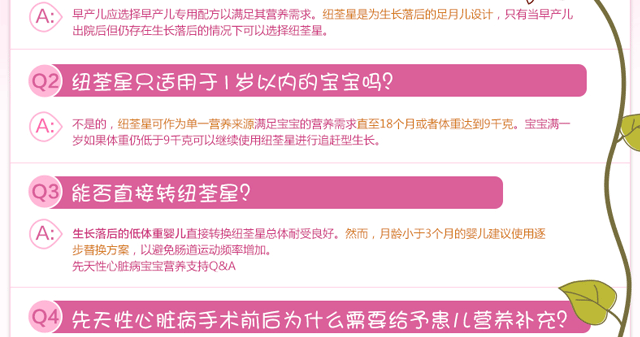 A: 早产儿应选择早产儿专用配方以满足其营养需求。纽荃星是为生长落后的足月儿设计，只有当早产儿
出院后但仍存在生长落后的情况下可以选择纽荃星。
Q2 纽荃星只适用于1岁以内的宝宝吗？
A: 不是的，纽荃星可作为单一营养来源满足宝宝的营养需求直至18个月或者体重达到9千克。宝宝满一
岁如果体重仍低于9千克可以继续使用纽荃星进行追赶型生长。
Q3 能否直接转纽荃星？
A: 生长落后的低体重婴儿直接转换纽荃星总体耐受良好。然而，月龄小于3个月的婴儿建议使用逐
步替换方案，以避免肠道运动频率增加。
先天性心脏病宝宝营养支持Q&A
Q4 先天性心脏病手术前后为什么需要给予患儿营养补充？